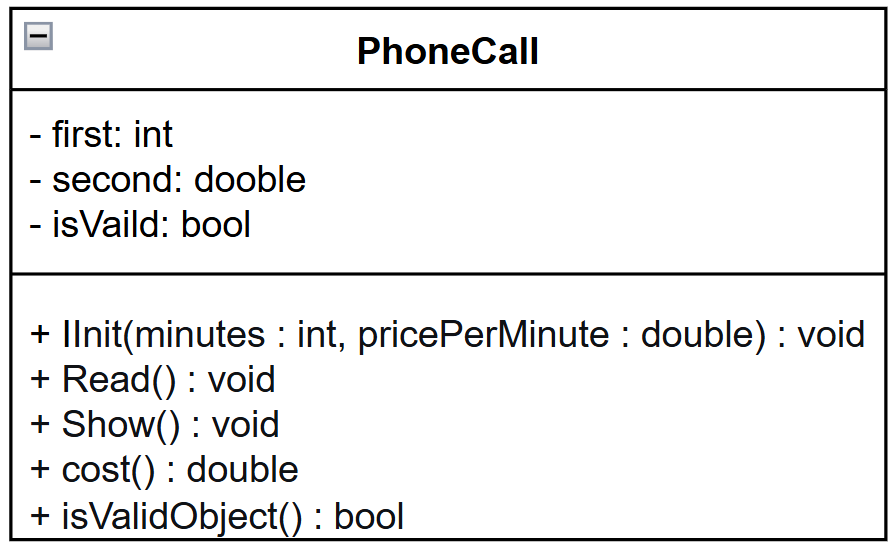 PhoneCall
- first: int
- second: dooble
- isVaild: bool
+ IInit(minutes : int, pricePerMinute : double) : void
+ Read() : void
+ Show() : void
+ cost() : double
+ isValidObject() : bool